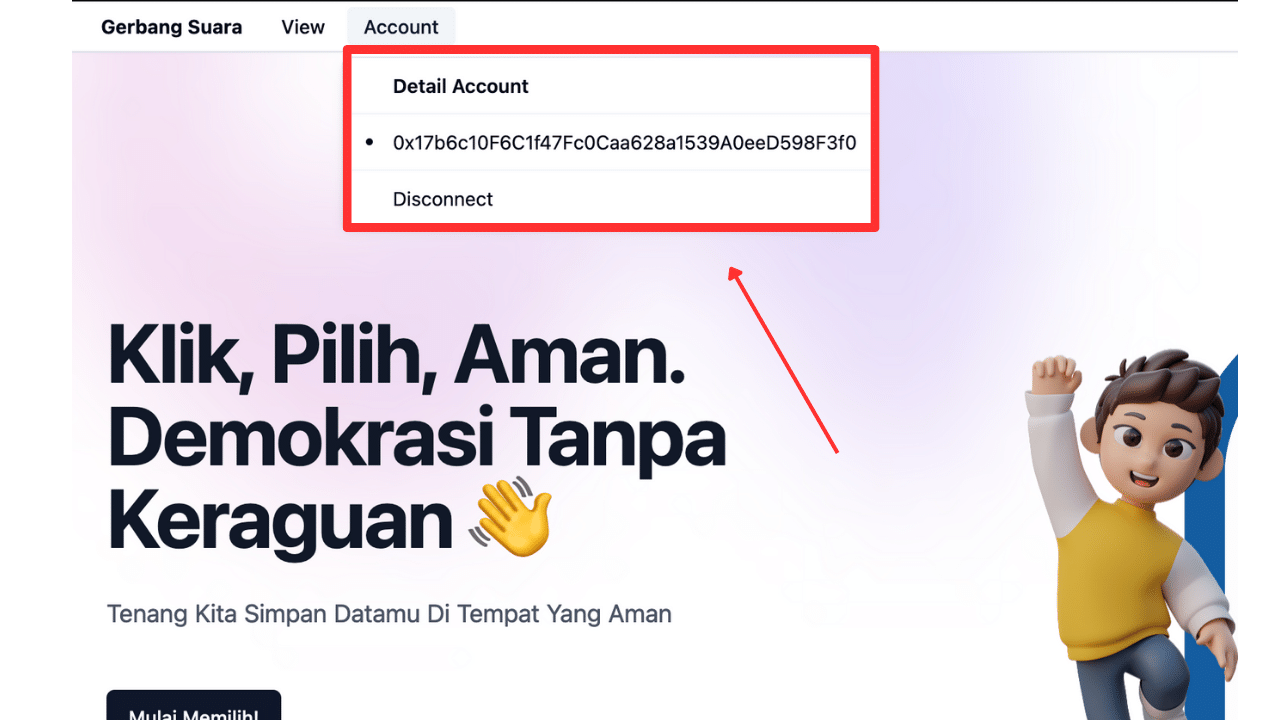 Gerbang Suara View Account
Detail Account
• 0x17b6c10F6C1f47Fc0Caa628a1539A0eeD598F3f0
Disconnect
Klik, Pilih, Aman.
Demokrasi Tanpa
Keraguan 👋
Tenang Kita Simpan Datamu Di Tempat Yang Aman
Mulai Memilih!